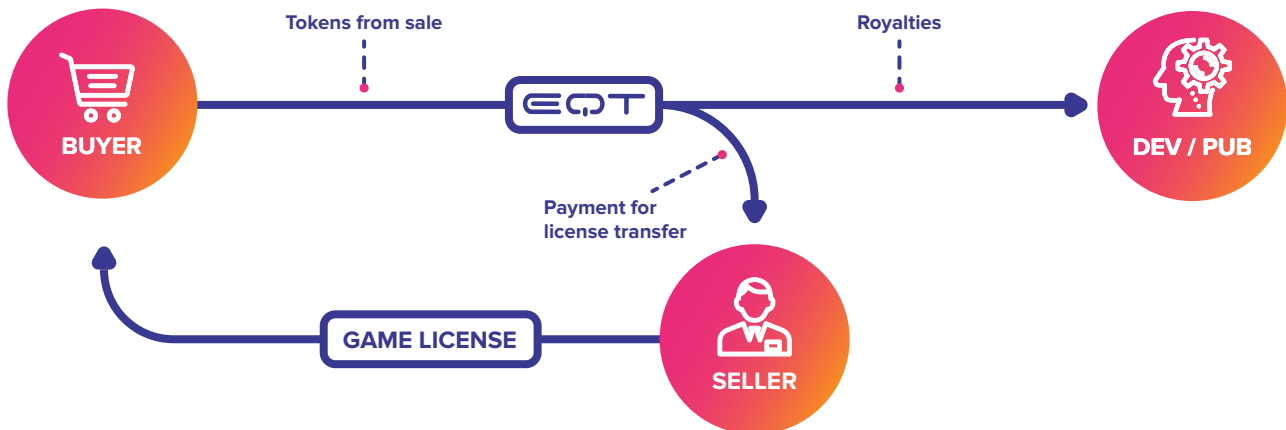 Tokens from sale
Royalties
EQT
BUYER
DEV / PUB
Payment for
license transfer
GAME LICENSE
SELLER